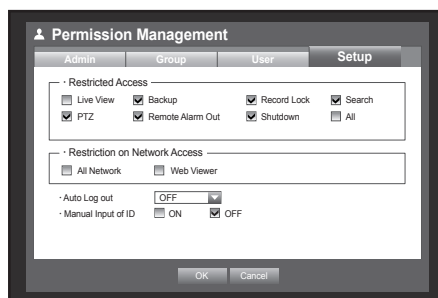 Permission Management
Admin Group User Setup
· Restricted Access
Live View Backup Record Lock Search
PTZ Remote Alarm Out Shutdown All
· Restriction on Network Access
All Network Web Viewer
· Auto Log out OFF
· Manual Input of ID ON OFF
OK Cancel